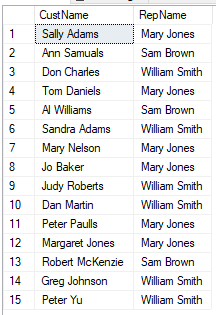 CustName RepName
1 Sally Adams Mary Jones
2 Ann Samuals Sam Brown
3 Don Charles William Smith
4 Tom Daniels Mary Jones
5 Al Williams Sam Brown
6 Sandra Adams William Smith
7 Mary Nelson Mary Jones
8 Jo Baker Mary Jones
9 Judy Roberts William Smith
10 Dan Martin William Smith
11 Peter Paulls Mary Jones
12 Margaret Jones Mary Jones
13 Robert McKenzie Sam Brown
14 Greg Johnson William Smith
15 Peter Yu William Smith